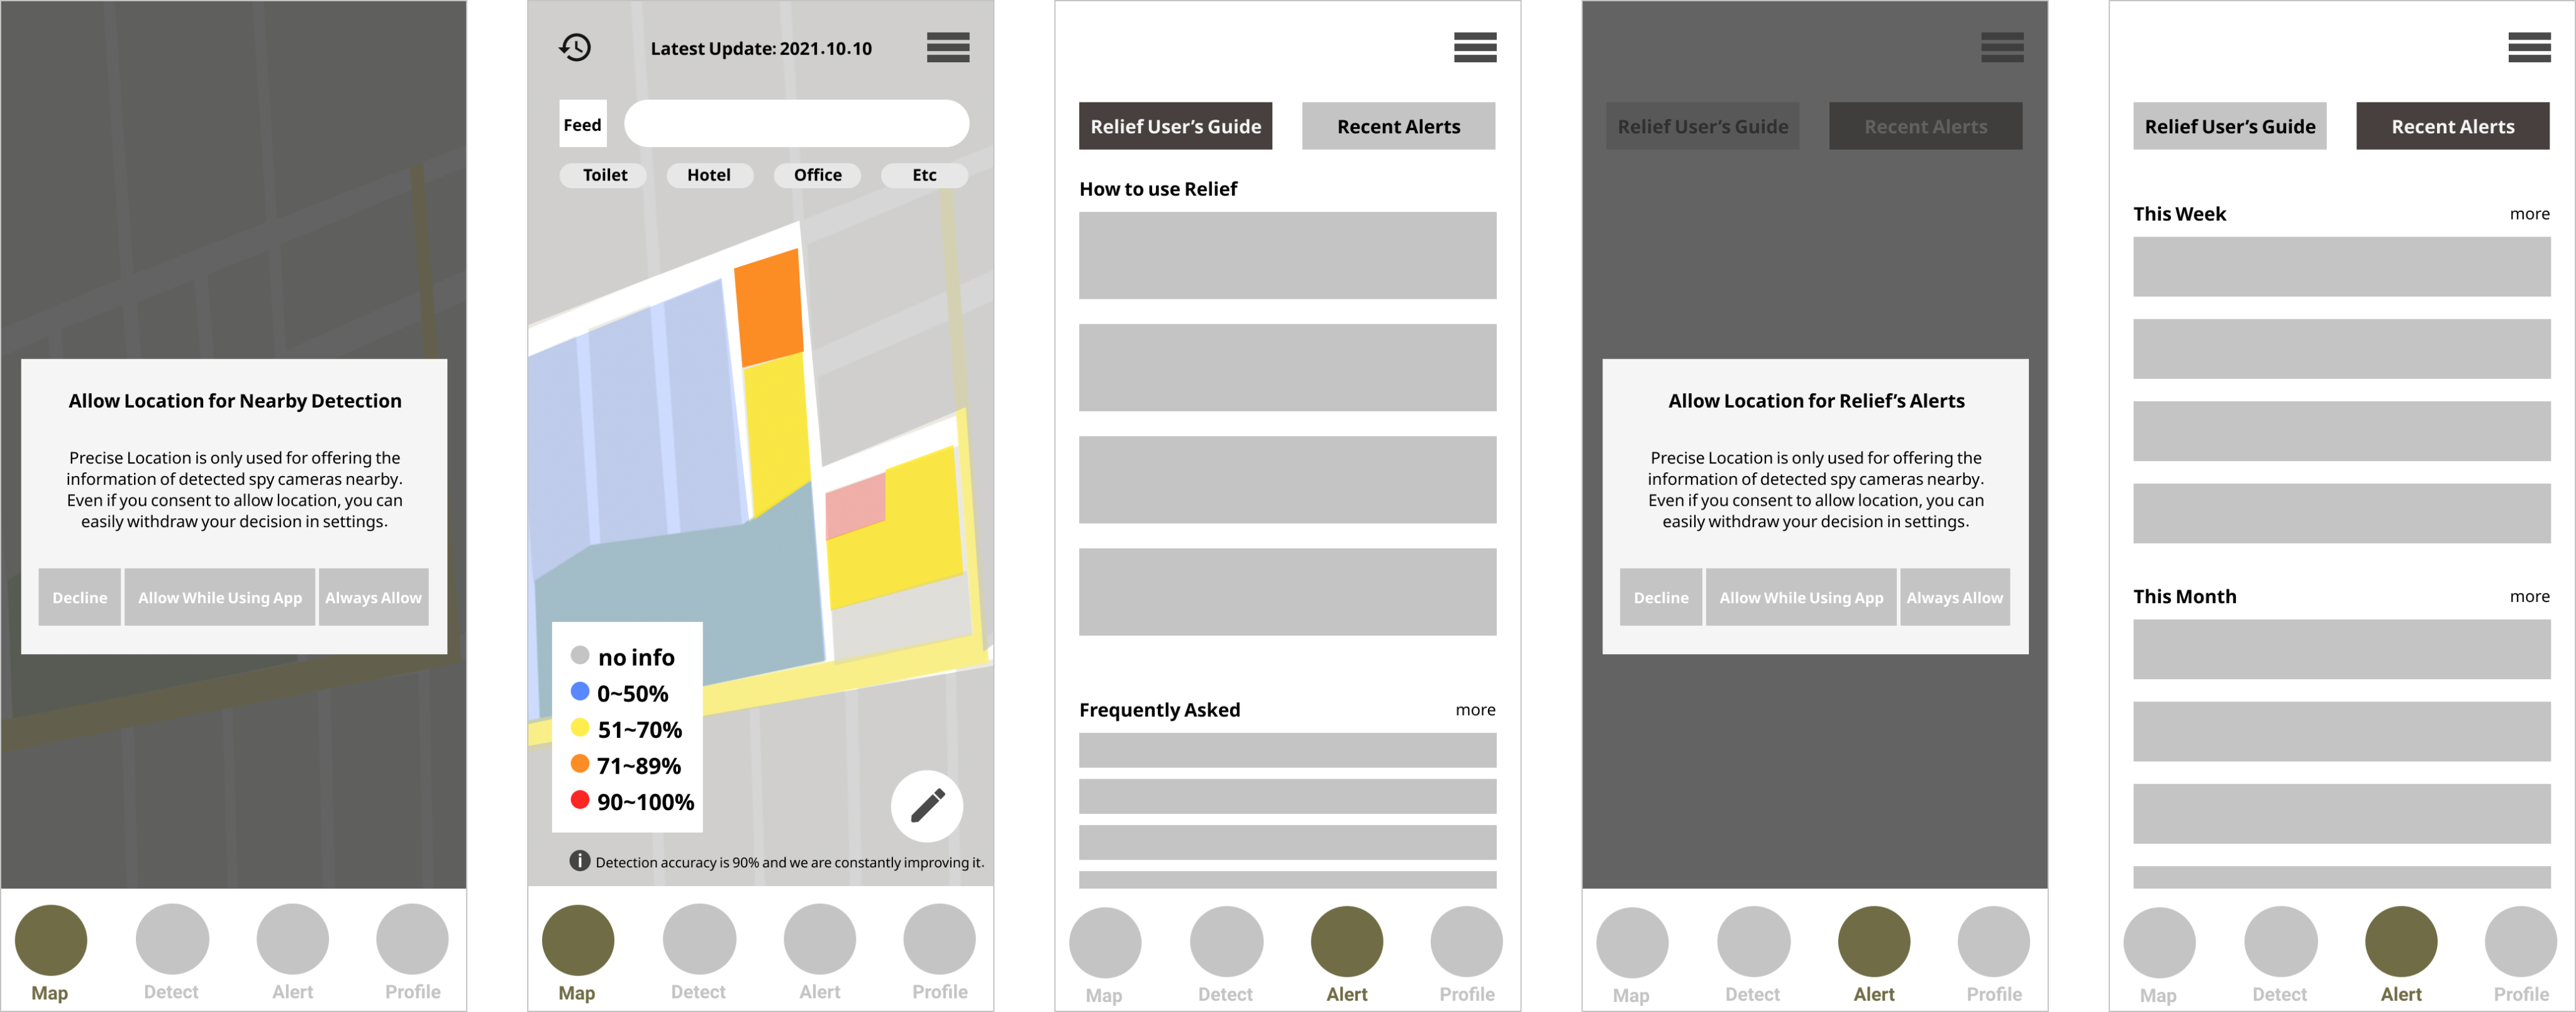 Allow Location for Nearby Detection
Precise Location is only used for offering the
information of detected spy cameras nearby.
Even if you consent to allow location, you can
easily withdraw your decision in settings.
Decline
Allow While Using App
Always Allow
Map
Detect
Alert
Profile
Latest Update: 2021.10.10
Feed
Toilet
Hotel
Office
Etc
no info
0~50%
51~70%
71~89%
90~100%
i Detection accuracy is 90% and we are constantly improving it.
Map
Detect
Alert
Profile
Relief User’s Guide
Recent Alerts
How to use Relief
Frequently Asked
more
Map
Detect
Alert
Profile
Relief User’s Guide
Recent Alerts
Allow Location for Relief’s Alerts
Precise Location is only used for offering the
information of detected spy cameras nearby.
Even if you consent to allow location, you can
easily withdraw your decision in settings.
Decline
Allow While Using App
Always Allow
Map
Detect
Alert
Profile
Relief User’s Guide
Recent Alerts
This Week
more
This Month
more
Map
Detect
Alert
Profile